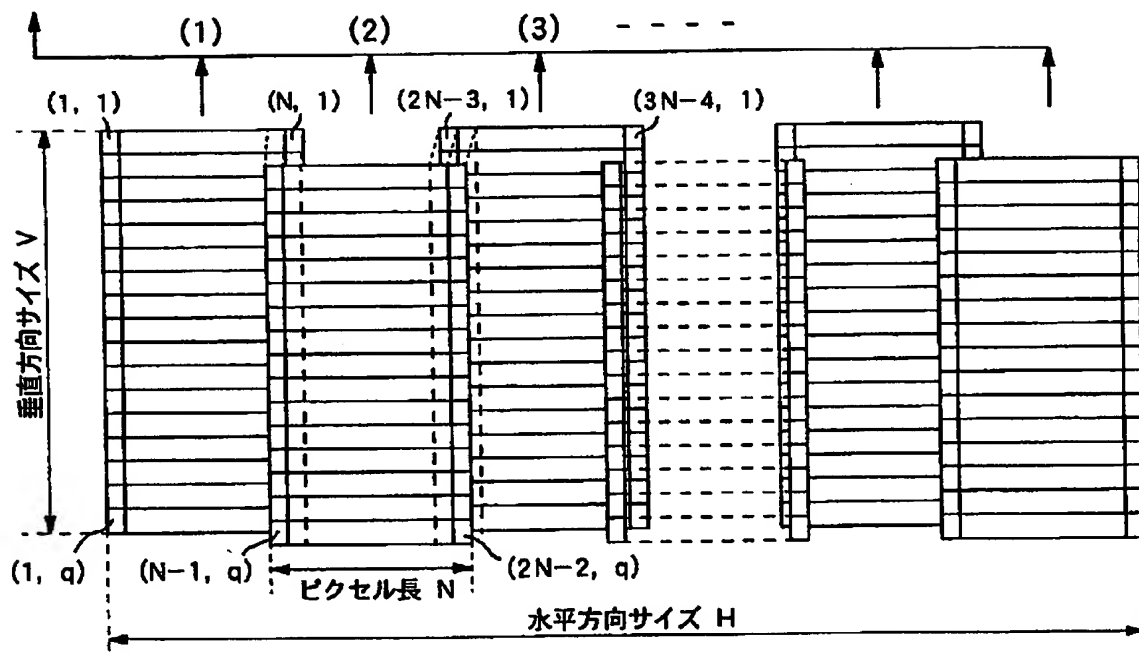 (1) (2) (3) - - - -
(1, 1) (N, 1) (2N-3, 1) (3N-4, 1)
垂直方向サイズ V
(1, q) (N-1, q) (2N-2, q)
ピクセル長 N
水平方向サイズ H